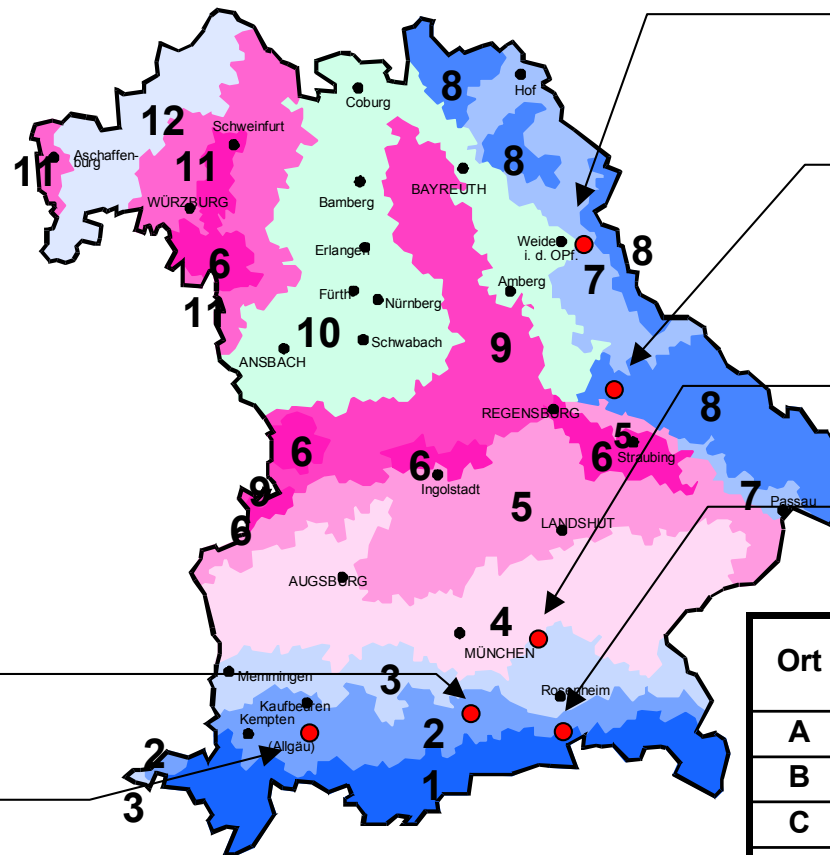 8
Hof
Coburg
12
Schweinfurt
11
11
Aschaffen-
burg
8
BAYREUTH
Bamberg
WÜRZBURG
Weiden
i. d. OPf.
8
Erlangen
6
7
Amberg
Fürth
Nürnberg
11
10
Schwabach
9
ANSBACH
REGENSBURG
8
5
Straubing
6
6
6
Ingolstadt
9
5
7
Passau
LANDSHUT
6
AUGSBURG
4
MÜNCHEN
Ort
Memmingen
3
Rosenheim
Kaufbeuren
Kempten
(Allgäu)
2
A
2
B
1
3
C